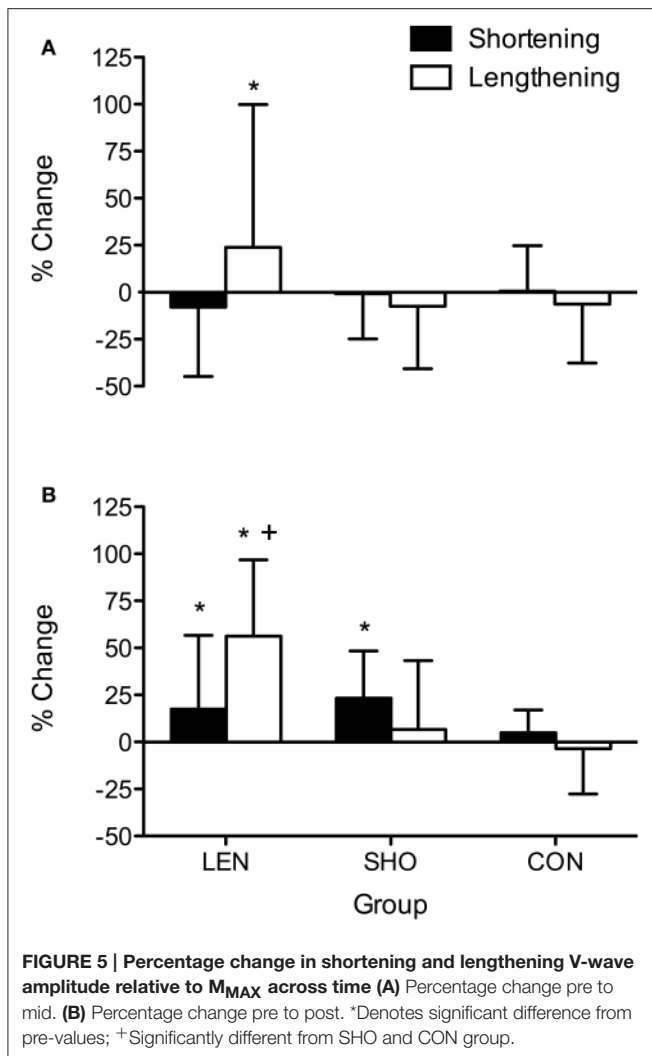 A
Shortening
Lengthening
125
100
75
50
25
0
-25
-50
% Change
*
B
125
100
75
50
25
0
-25
-50
% Change
*
* +
*
LEN SHO CON
Group
FIGURE 5 | Percentage change in shortening and lengthening V-wave
amplitude relative to MMAX across time (A) Percentage change pre to
mid. (B) Percentage change pre to post. *Denotes significant difference from
pre-values; +Significantly different from SHO and CON group.